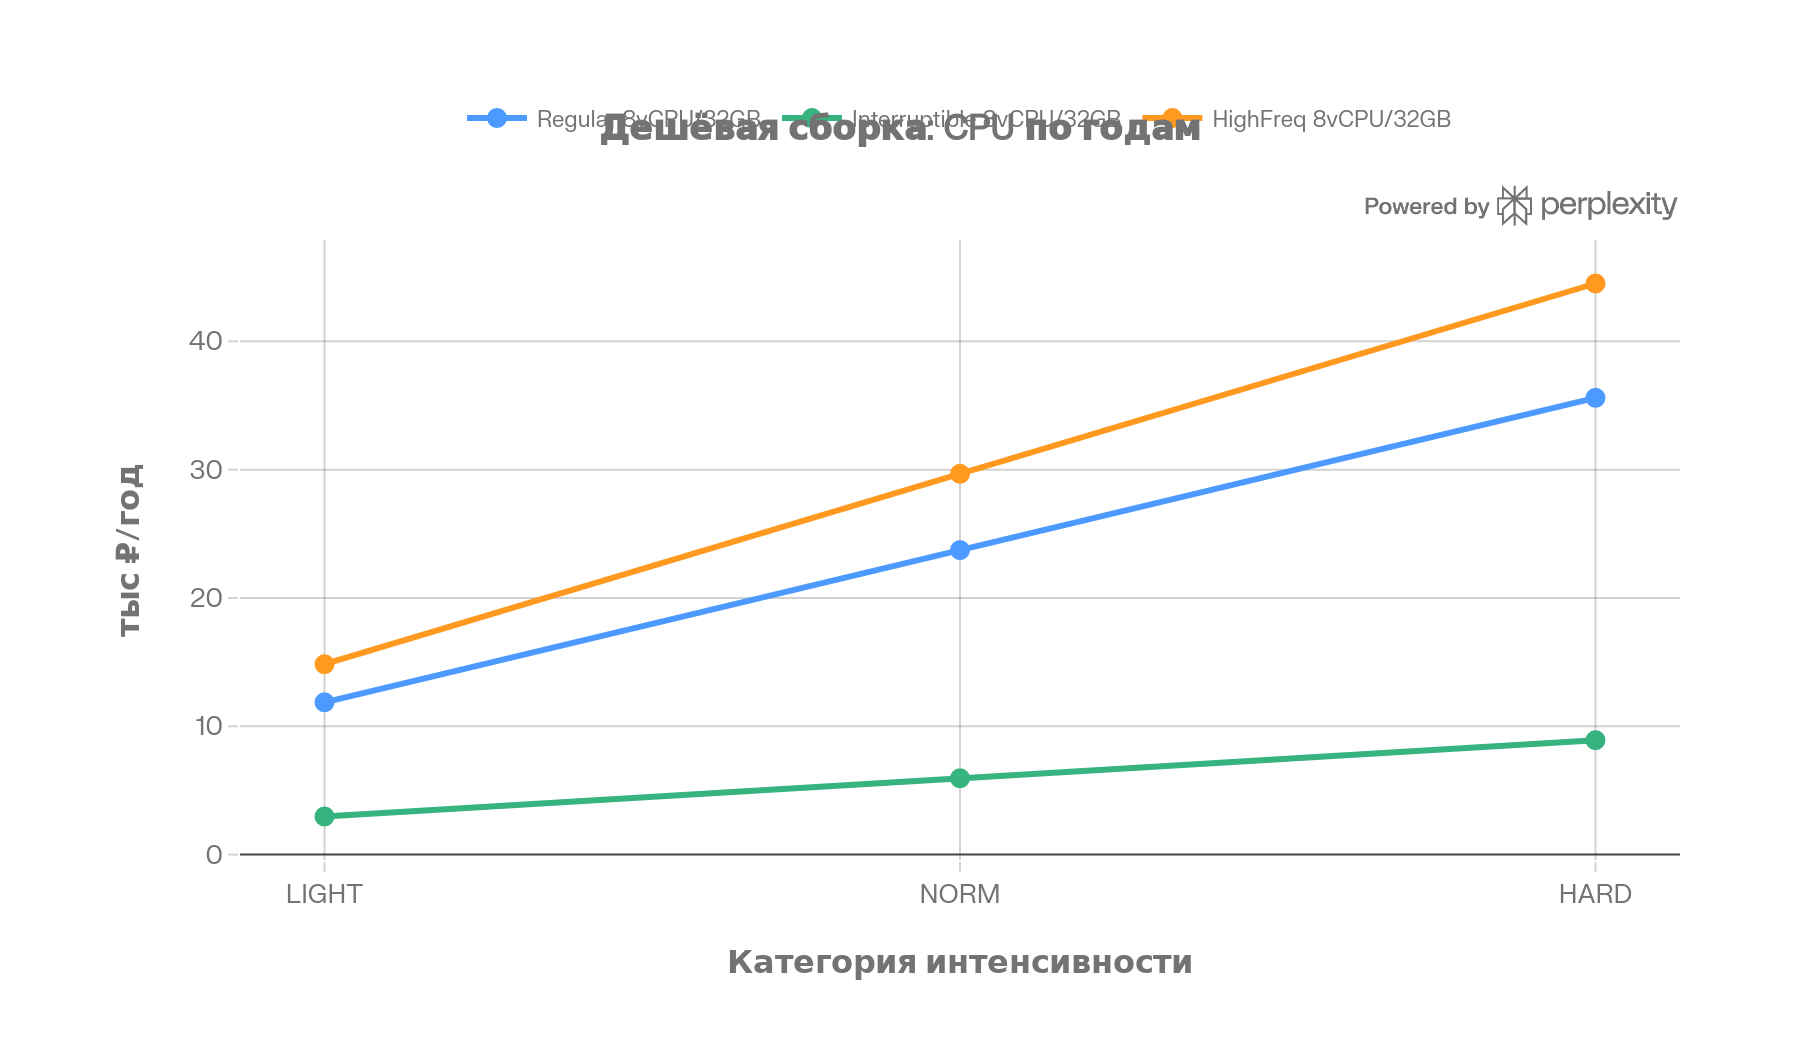 Regular 8vCPU/32GB Interruptible 8vCPU/32GB HighFreq 8vCPU/32GB
Дешёвая сборка: CPU по годам
Powered by perplexity
тыс ₽/год
40
30
20
10
0
LIGHT NORM HARD
Категория интенсивности